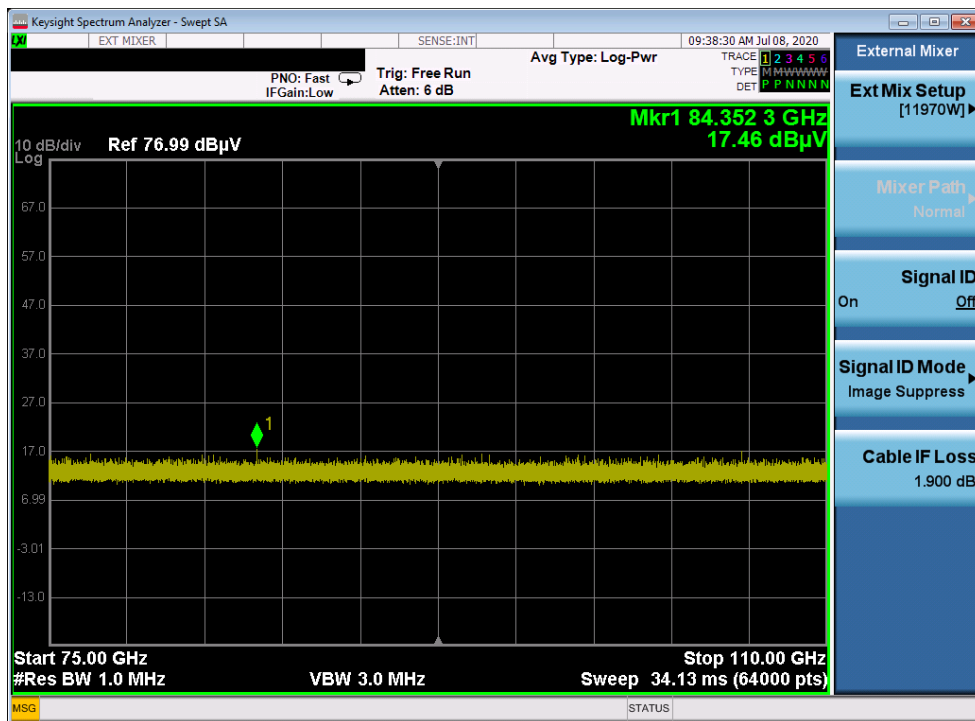 Keysight Spectrum Analyzer - Swept SA
LXI EXT MIXER SENSE:INT 09:38:30 AM Jul 08, 2020
PNO: Fast
IFGain:Low
Trig: Free Run
Atten: 6 dB
Avg Type: Log-Pwr
TRACE 1 2 3 4 5 6
TYPE M M W W W W
DET P P N N N N
Mkr1 84.352 3 GHz
17.46 dBµV
10 dB/div Ref 76.99 dBµV
Log
67.0
57.0
47.0
37.0
27.0
1
17.0
6.99
-3.01
-13.0
Start 75.00 GHz Stop 110.00 GHz
#Res BW 1.0 MHz VBW 3.0 MHz Sweep 34.13 ms (64000 pts)
MSG STATUS
External Mixer
Ext Mix Setup
[11970W]
Mixer Path
Normal
Signal ID
On Off
Signal ID Mode
Image Suppress
Cable IF Loss
1.900 dB